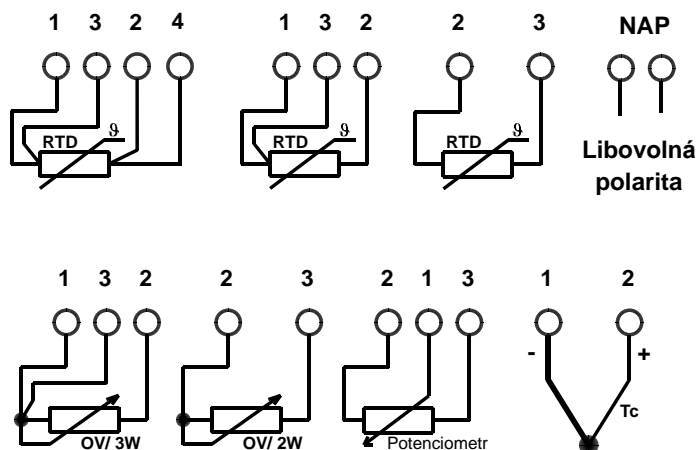 1 3 2 4 1 3 2 2 3 NAP
RTD ϑ RTD ϑ RTD ϑ
Libovolná
polarita
1 3 2 2 3 2 1 3 1 2
- +
Tc
OV/ 3W OV/ 2W Potenciometr